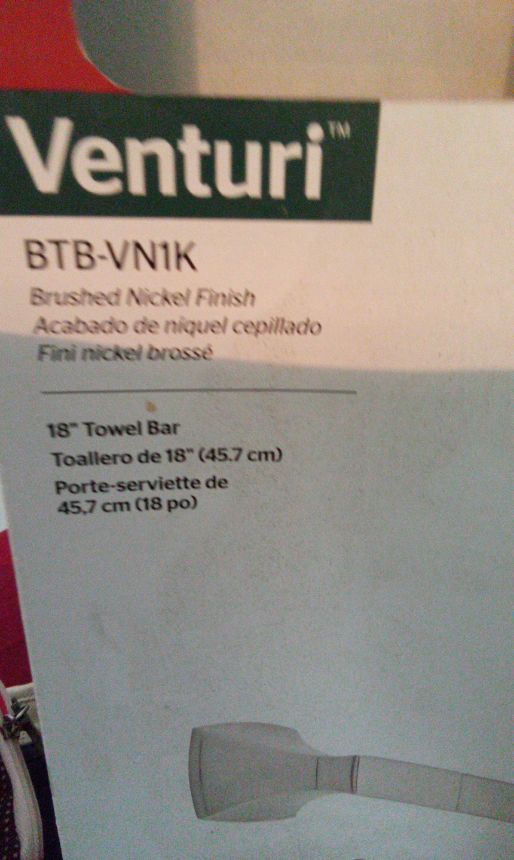 Venturi™
BTB-VN1K
Brushed Nickel Finish
Acabado de níquel cepillado
Fini nickel brossé
18" Towel Bar
Toallero de 18" (45.7 cm)
Porte-serviette de
45,7 cm (18 po)